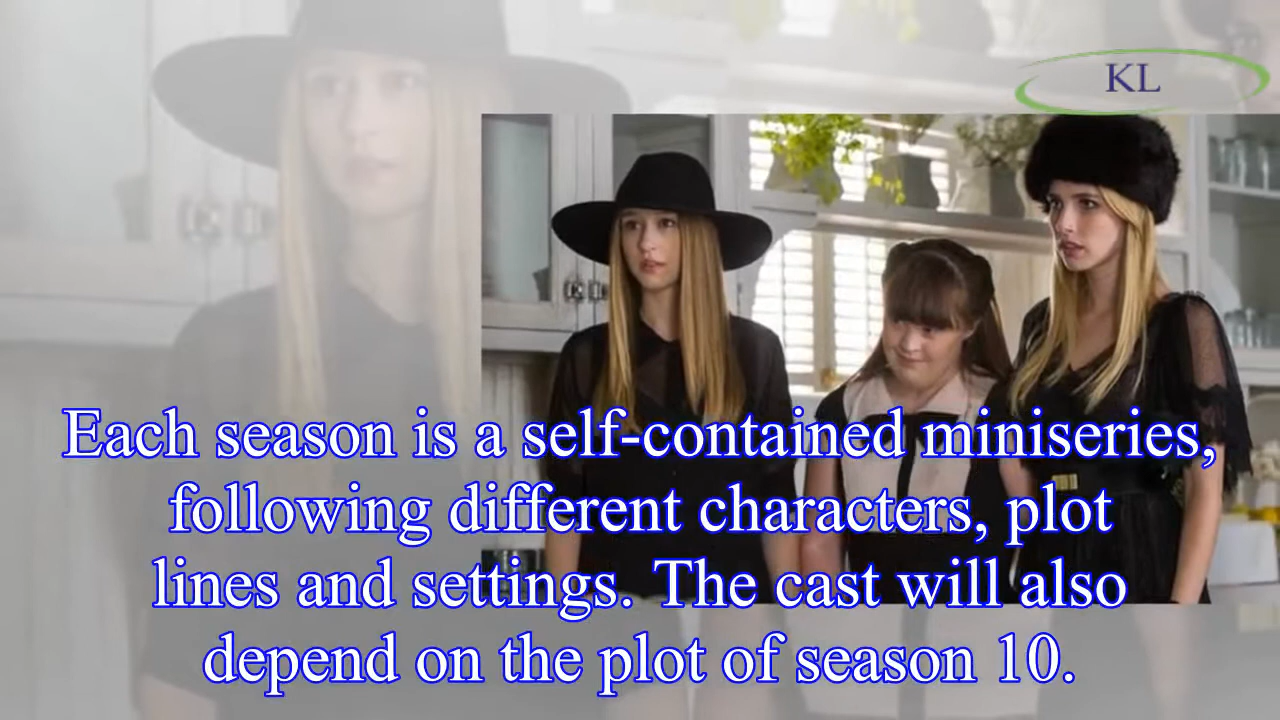 KL
Each season is a self-contained miniseries,
following different characters, plot
lines and settings. The cast will also
depend on the plot of season 10.